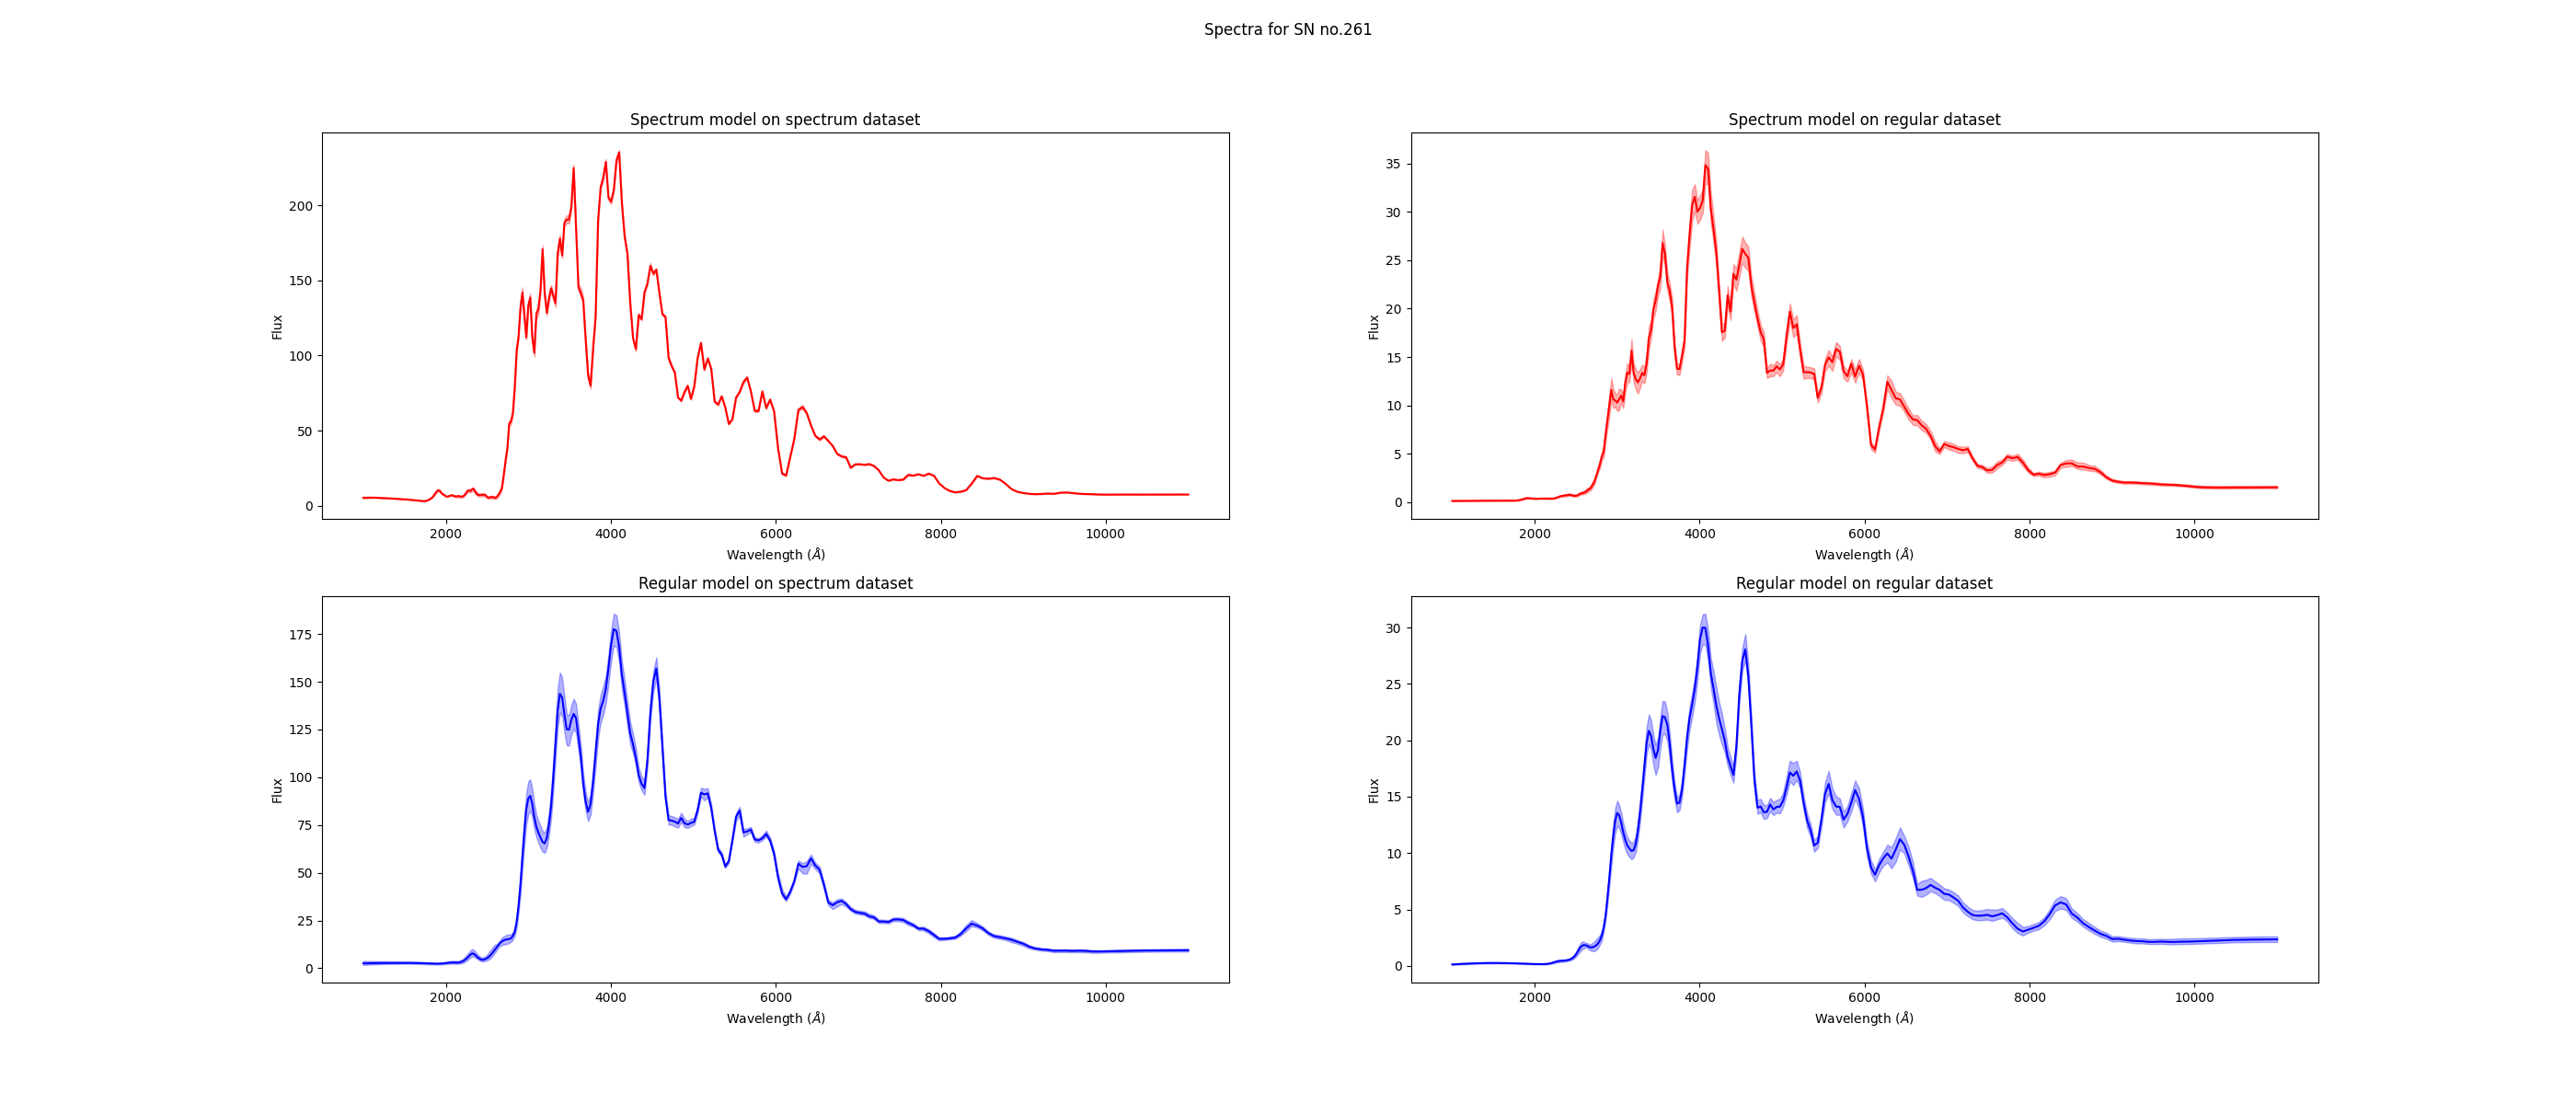 Spectra for SN no.261
Spectrum model on spectrum dataset
200
150
100
50
0
Flux
2000 4000 6000 8000 10000
Wavelength (Å)
Spectrum model on regular dataset
35
30
25
20
15
10
5
0
Flux
2000 4000 6000 8000 10000
Wavelength (Å)
Regular model on spectrum dataset
175
150
125
100
75
50
25
0
Flux
2000 4000 6000 8000 10000
Wavelength (Å)
Regular model on regular dataset
30
25
20
15
10
5
0
Flux
2000 4000 6000 8000 10000
Wavelength (Å)